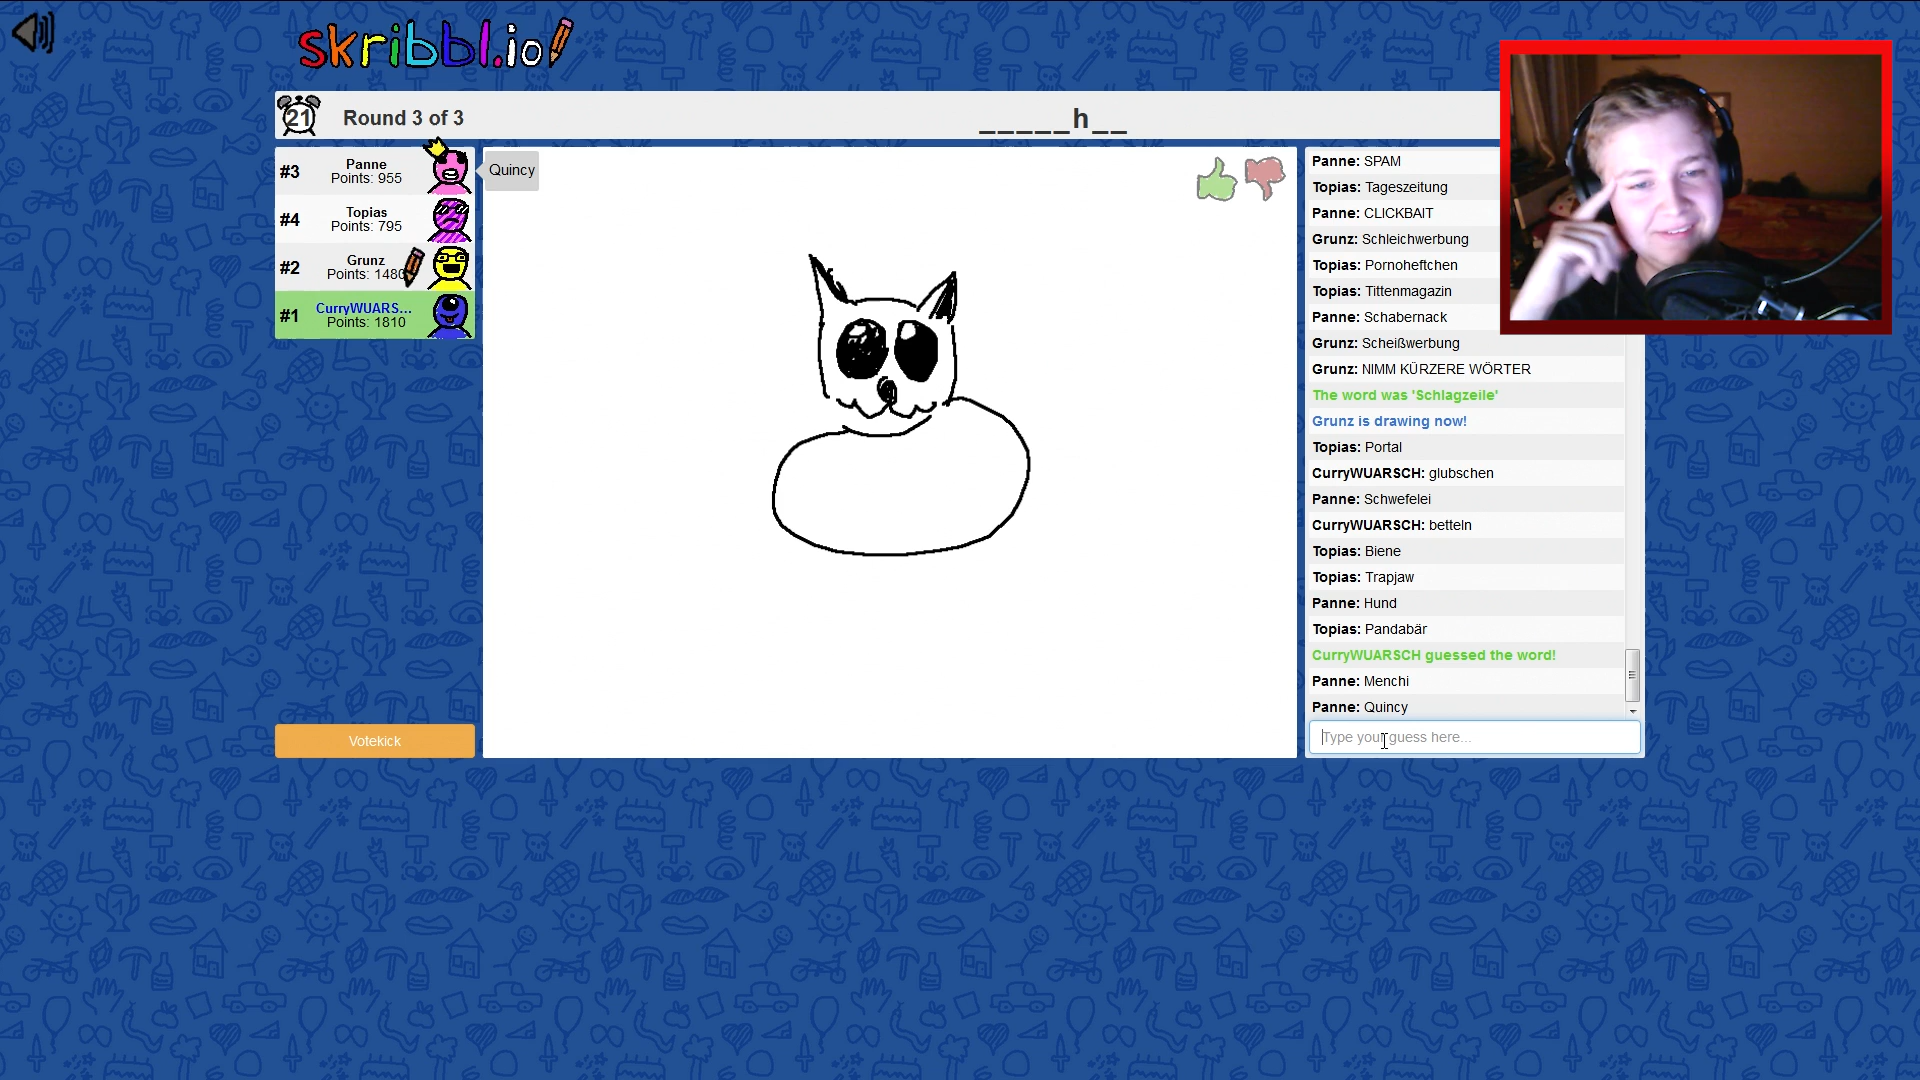 skribbl.io
21
Round 3 of 3
_____h__
#3
Panne
Points: 955
Quincy
#4
Topias
Points: 795
#2
Grunz
Points: 1480
#1
CurryWUARS...
Points: 1810
Votekick
Panne: SPAM
Topias: Tageszeitung
Panne: CLICKBAIT
Grunz: Schleichwerbung
Topias: Pornoheftchen
Topias: Tittenmagazin
Panne: Schabernack
Grunz: Scheißwerbung
Grunz: NIMM KÜRZERE WÖRTER
The word was 'Schlagzeile'
Grunz is drawing now!
Topias: Portal
CurryWUARSCH: glubschen
Panne: Schwefelei
CurryWUARSCH: betteln
Topias: Biene
Topias: Trapjaw
Panne: Hund
Topias: Pandabär
CurryWUARSCH guessed the word!
Panne: Menchi
Panne: Quincy
Type your guess here...